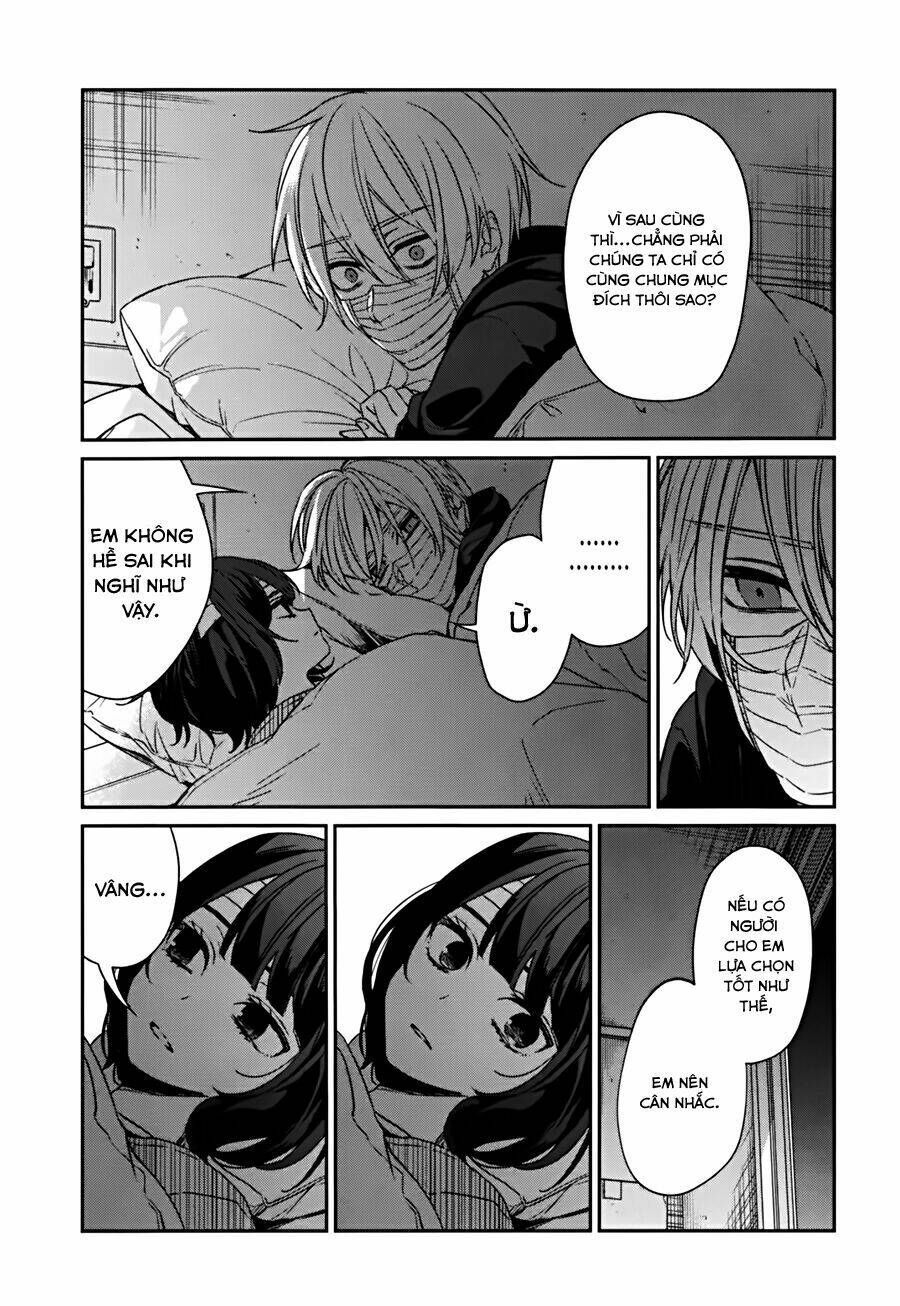 VÌ SAU CÙNG
THÌ...CHẲNG PHẢI
CHÚNG TA CHỈ CÓ
CÙNG CHUNG MỤC
ĐÍCH THÔI SAO?
......
.........
Ừ.
EM KHÔNG
HỀ SAI KHI
NGHĨ NHƯ
VẬY.
NẾU CÓ
NGƯỜI
CHO EM
LỰA CHỌN
TỐT NHƯ
THẾ,
EM NÊN
CÂN NHẮC.
VÂNG...